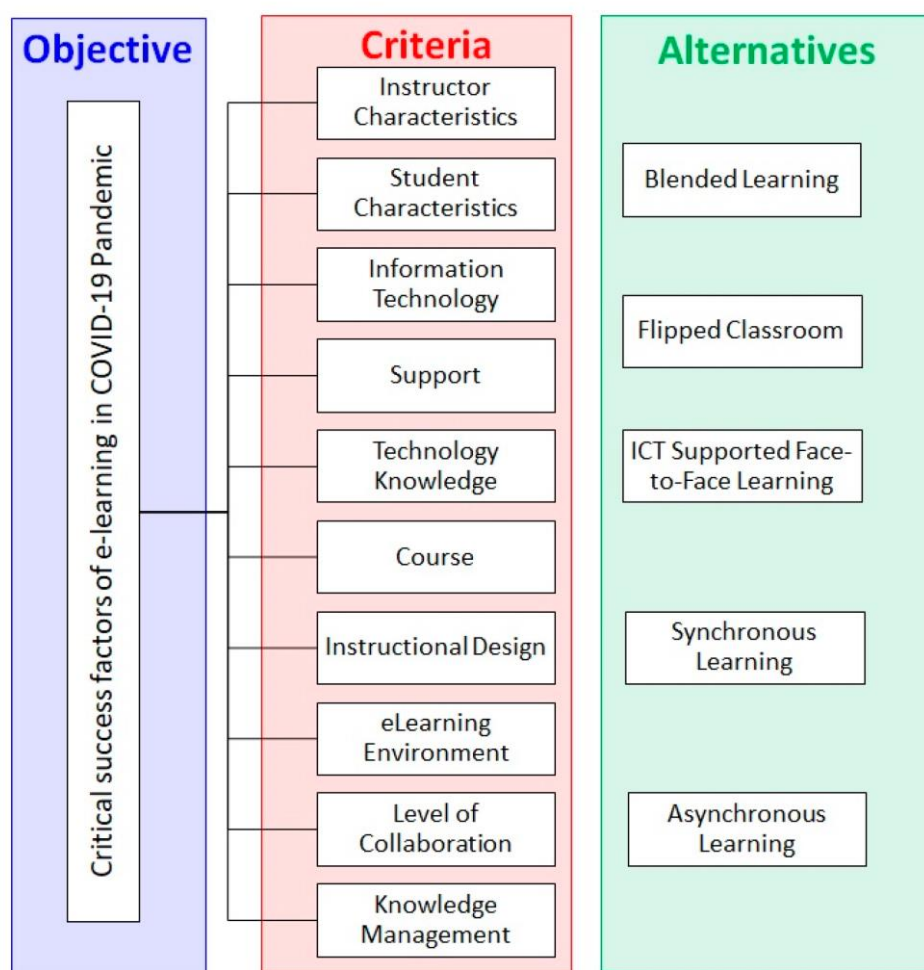 Objective
Critical success factors of e-learning in COVID-19 Pandemic
Criteria
Instructor
Characteristics
Student
Characteristics
Information
Technology
Support
Technology
Knowledge
Course
Instructional Design
eLearning
Environment
Level of
Collaboration
Knowledge
Management
Alternatives
Blended Learning
Flipped Classroom
ICT Supported Face-
to-Face Learning
Synchronous
Learning
Asynchronous
Learning